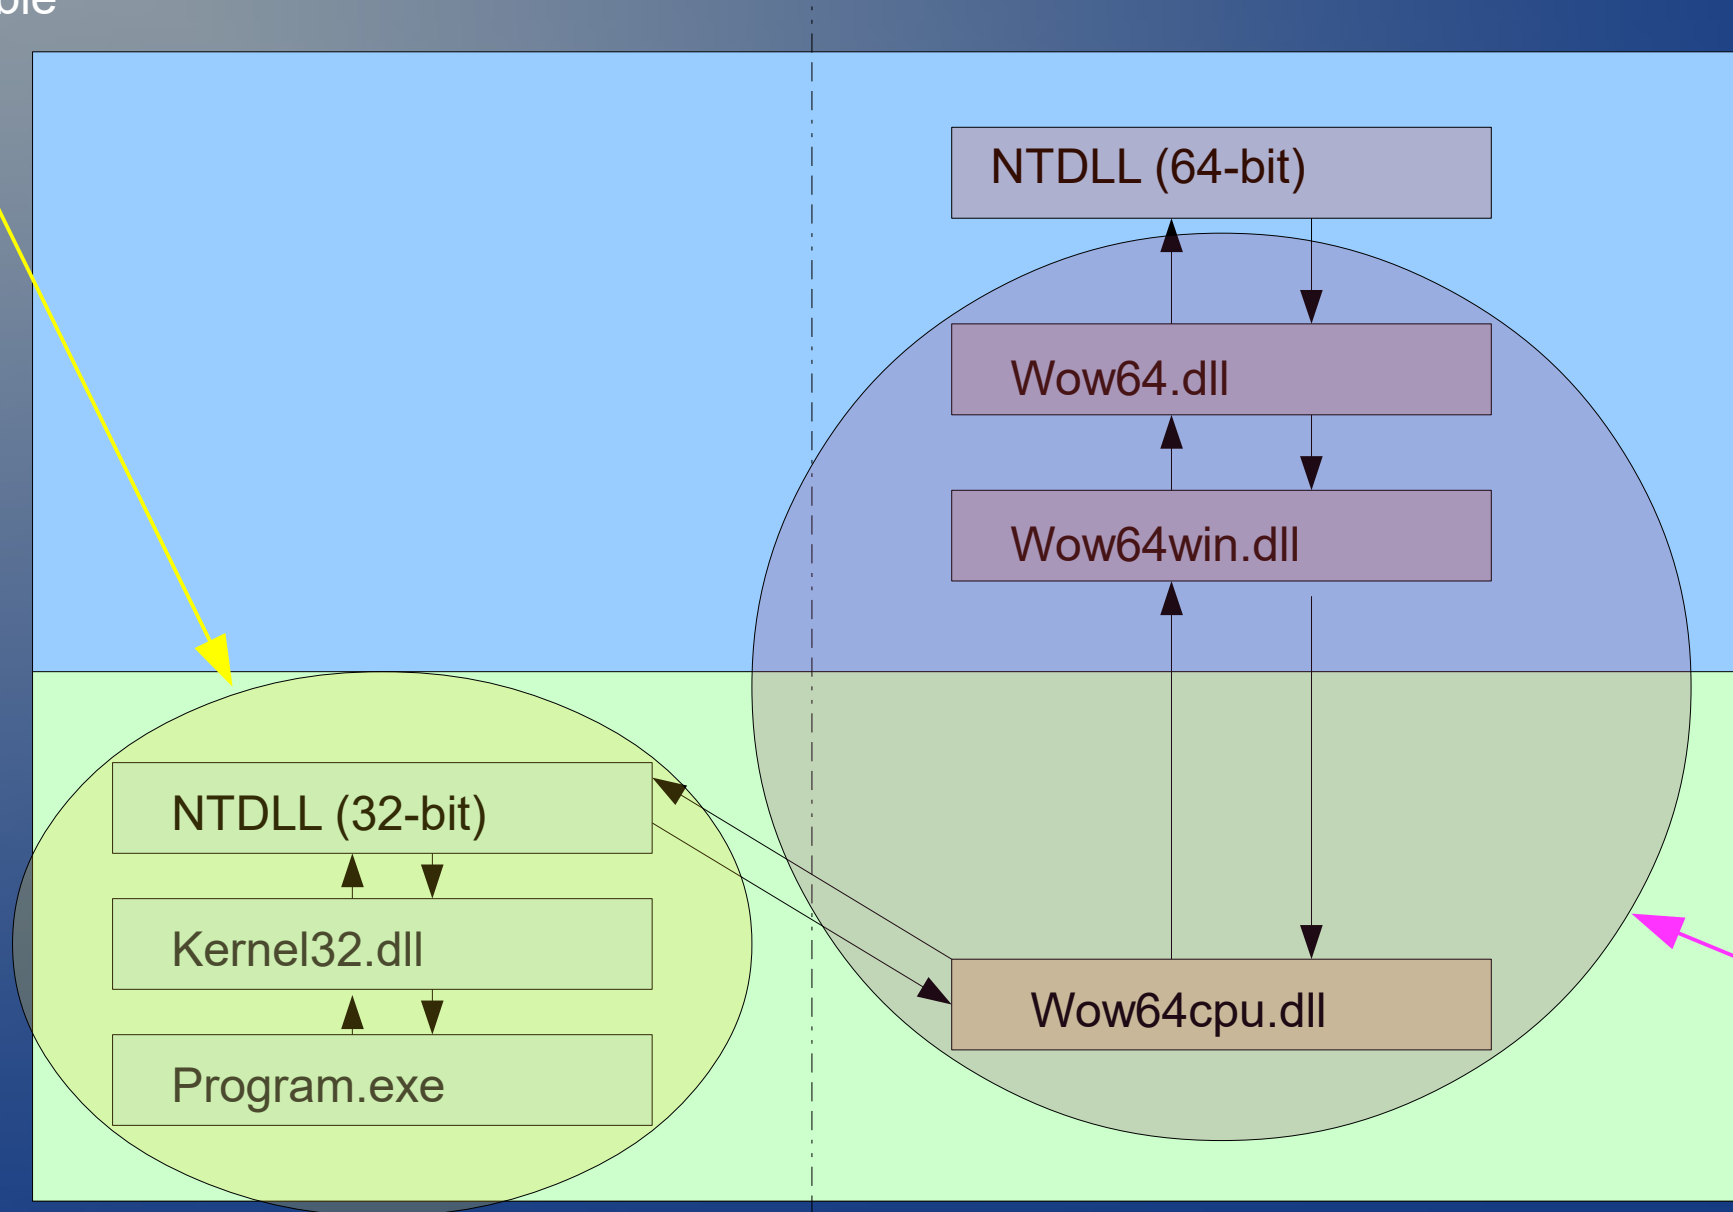 NTDLL (64-bit)
Wow64.dll
Wow64win.dll
NTDLL (32-bit)
Kernel32.dll
Program.exe
Wow64cpu.dll